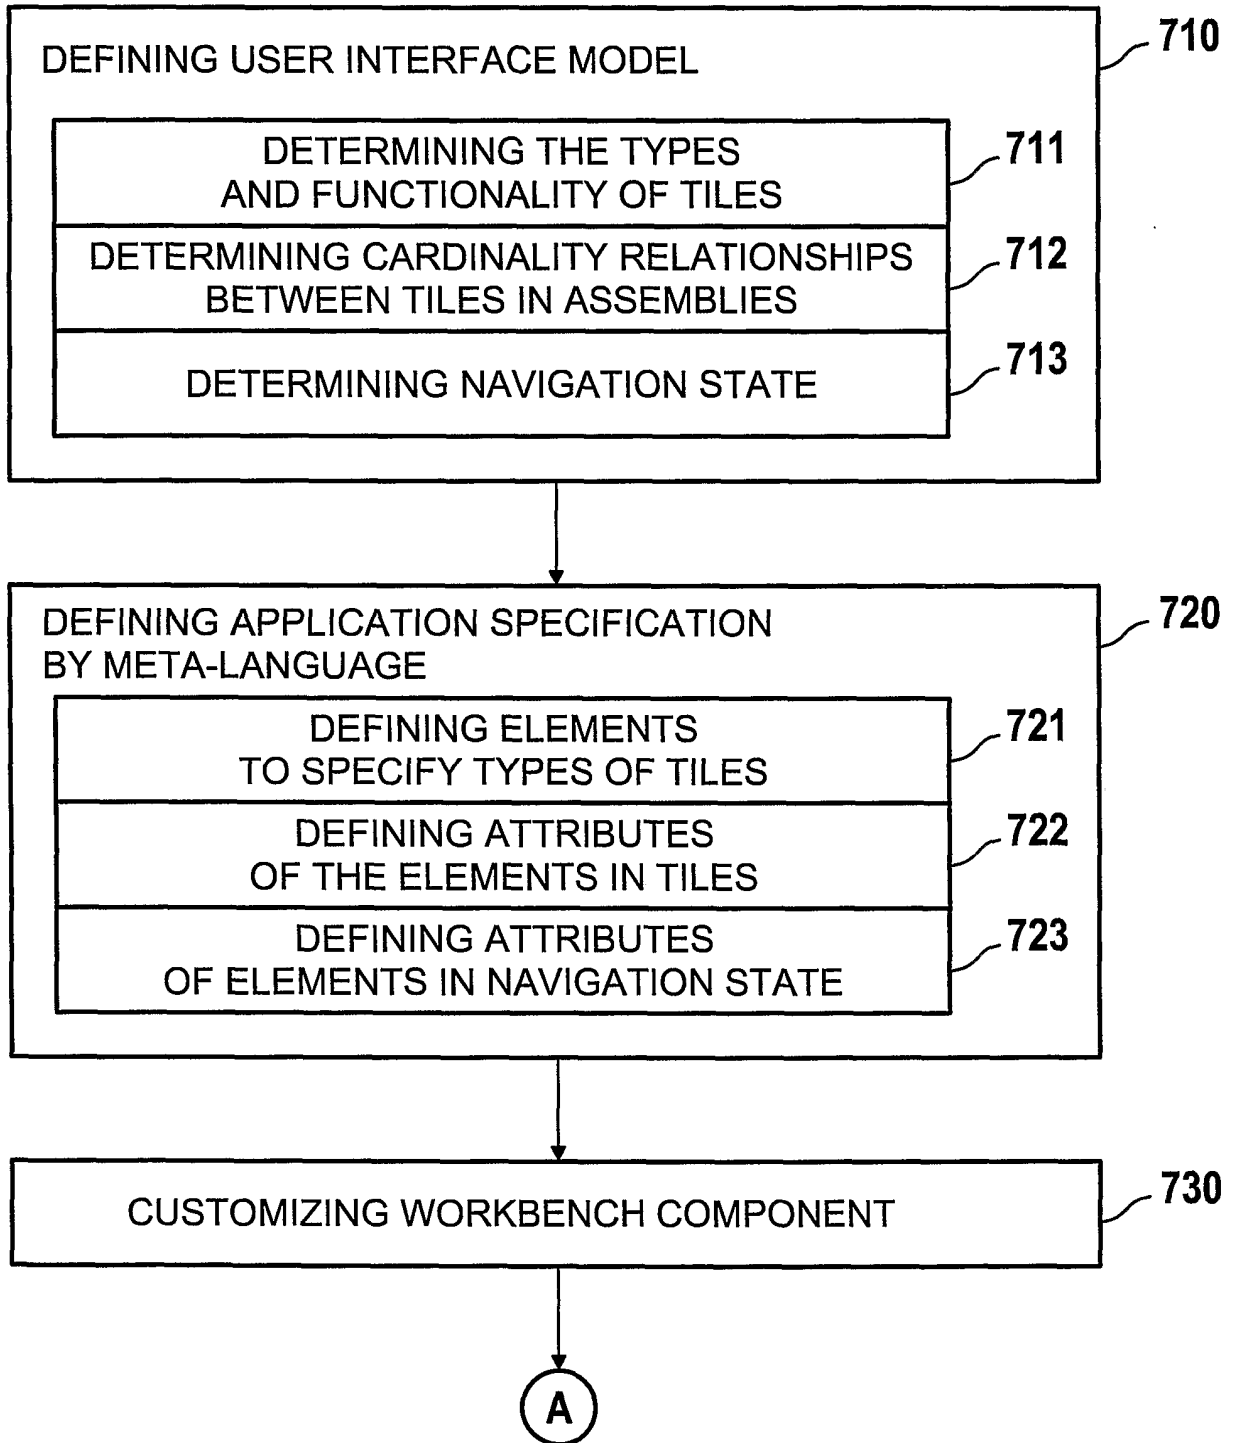 DEFINING USER INTERFACE MODEL
710
DETERMINING THE TYPES
AND FUNCTIONALITY OF TILES
711
DETERMINING CARDINALITY RELATIONSHIPS
BETWEEN TILES IN ASSEMBLIES
712
DETERMINING NAVIGATION STATE
713
DEFINING APPLICATION SPECIFICATION
BY META-LANGUAGE
720
DEFINING ELEMENTS
TO SPECIFY TYPES OF TILES
721
DEFINING ATTRIBUTES
OF THE ELEMENTS IN TILES
722
DEFINING ATTRIBUTES
OF ELEMENTS IN NAVIGATION STATE
723
CUSTOMIZING WORKBENCH COMPONENT
730
A